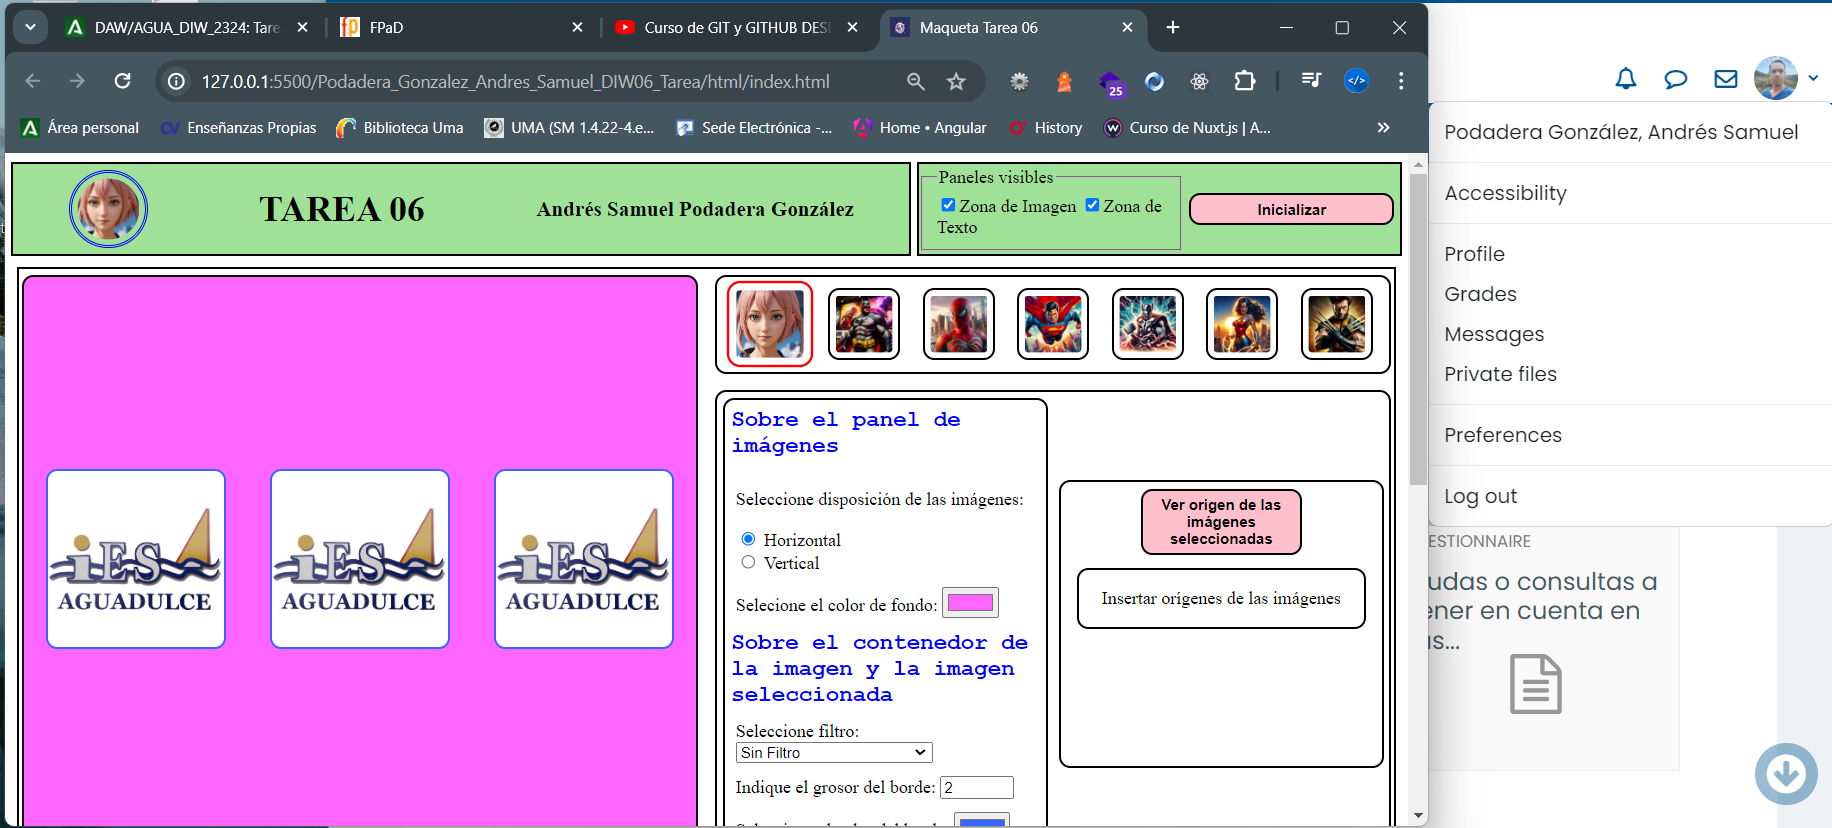 DAW/AGUA_DIW_2324: Tare
FPaD
Curso de GIT y GITHUB DES
Maqueta Tarea 06
127.0.0.1:5500/Podadera_Gonzalez_Andres_Samuel_DIW06_Tarea/html/index.html
25
Área personal
Enseñanzas Propias
Biblioteca Uma
UMA (SM 1.4.22-4.e...
Sede Electrónica -...
Home • Angular
History
Curso de Nuxt.js | A...
TAREA 06
Andrés Samuel Podadera González
Paneles visibles
Zona de Imagen Zona de
Texto
Inicializar
iES
AGUADULCE
iES
AGUADULCE
iES
AGUADULCE
Sobre el panel de
imágenes
Seleccione disposición de las imágenes:
Horizontal
Vertical
Selecione el color de fondo:
Sobre el contenedor de
la imagen y la imagen
seleccionada
Seleccione filtro:
Sin Filtro
Indique el grosor del borde: 2
Ver origen de las
imágenes
seleccionadas
Insertar orígenes de las imágenes
Podadera González, Andrés Samuel
Accessibility
Profile
Grades
Messages
Private files
Preferences
Log out
ESTIONNAIRE
udas o consultas a
ener en cuenta en
as...